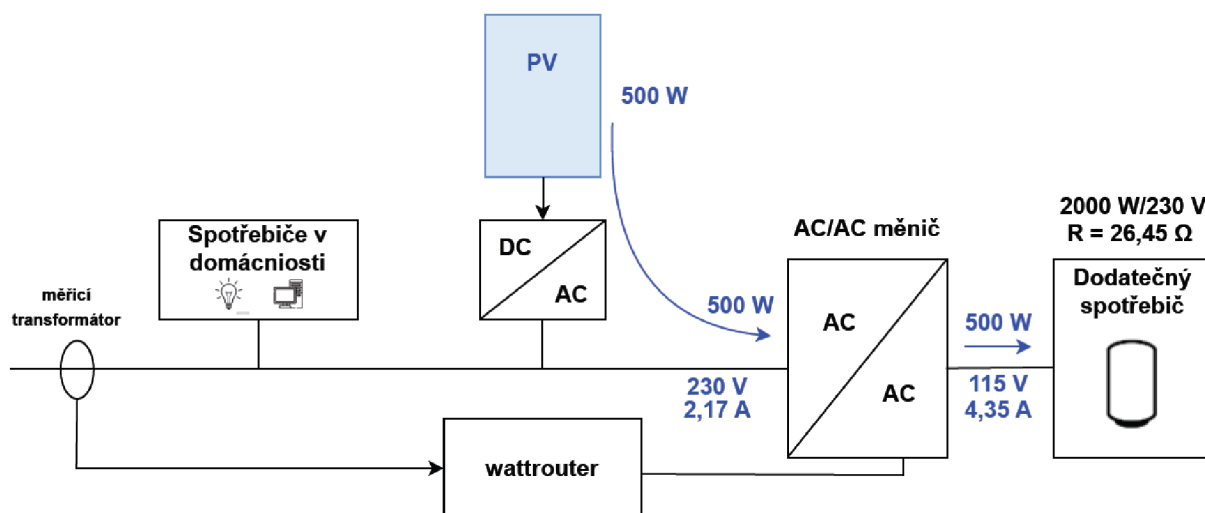 PV
500 W
Spotřebiče v
domácniosti
DC
AC
měřicí
transformátor
AC/AC měnič
2000 W/230 V
R = 26,45 Ω
Dodatečný
spotřebič
500 W
AC
AC
500 W
230 V
2,17 A
115 V
4,35 A
wattrouter